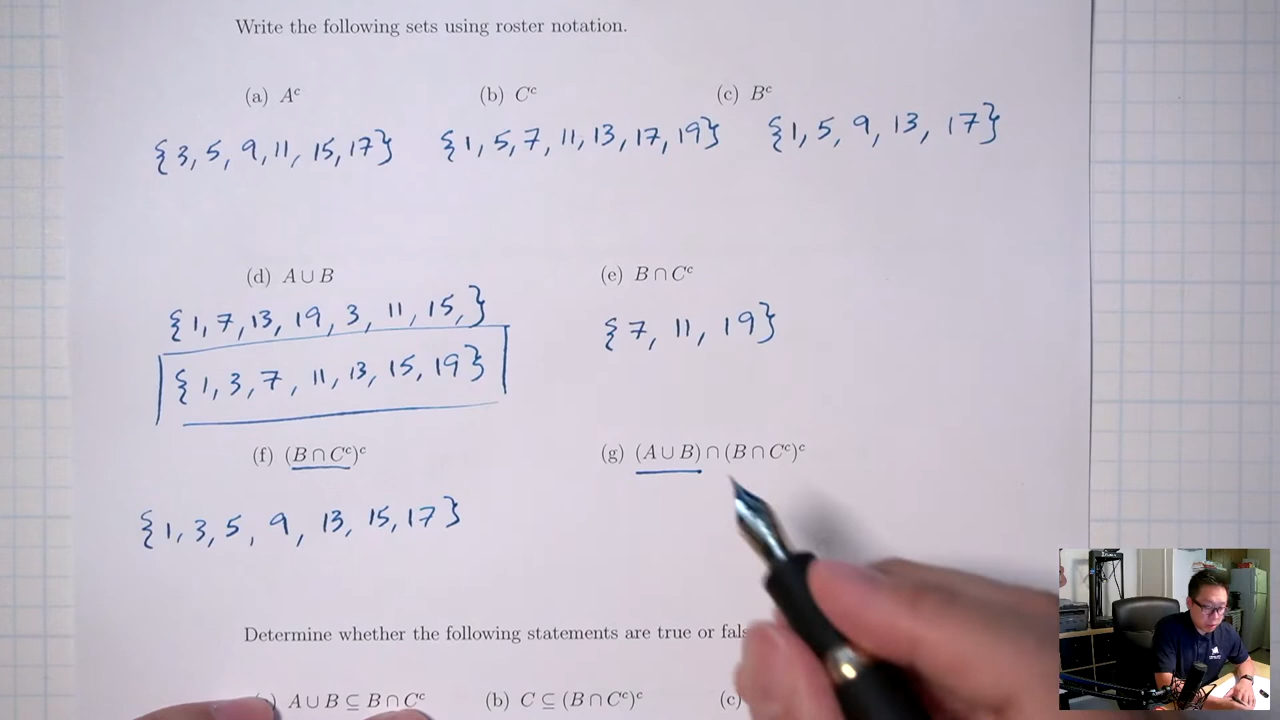 Write the following sets using roster notation.
(a) Aᶜ (b) Cᶜ (c) Bᶜ
{3, 5, 9, 11, 15, 17} {1, 5, 7, 11, 13, 17, 19} {1, 5, 9, 13, 17}
(d) A ∪ B (e) B ∩ Cᶜ
{1, 7, 13, 19, 3, 11, 15,} {7, 11, 19}
{1, 3, 7, 11, 13, 15, 19}
(f) (B ∩ Cᶜ)ᶜ (g) (A ∪ B) ∩ (B ∩ Cᶜ)ᶜ
{1, 3, 5, 9, 13, 15, 17}
Determine whether the following statements are true or fals
A ∪ B ⊆ B ∩ Cᶜ (b) C ⊆ (B ∩ Cᶜ)ᶜ (c)